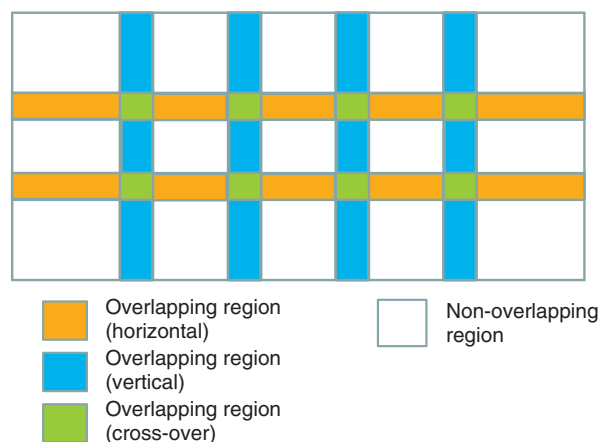 Overlapping region
(horizontal)
Overlapping region
(vertical)
Overlapping region
(cross-over)
Non-overlapping
region